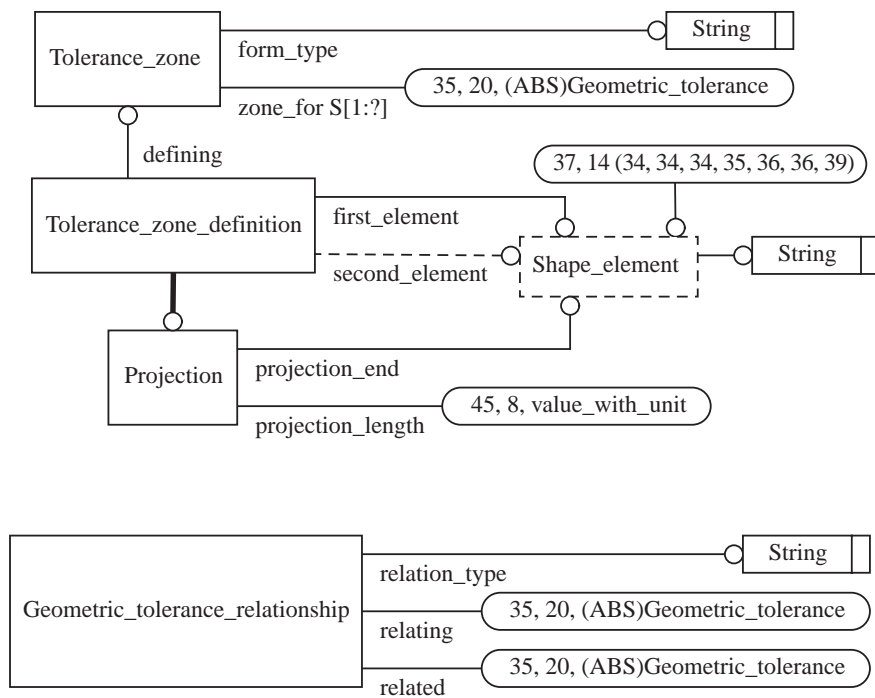 String
form_type
Tolerance_zone
35, 20, (ABS)Geometric_tolerance
zone_for S[1:?]
defining
37, 14 (34, 34, 34, 35, 36, 36, 39)
Tolerance_zone_definition
first_element
second_element
Shape_element
String
Projection
projection_end
45, 8, value_with_unit
projection_length
String
relation_type
Geometric_tolerance_relationship
35, 20, (ABS)Geometric_tolerance
relating
35, 20, (ABS)Geometric_tolerance
related